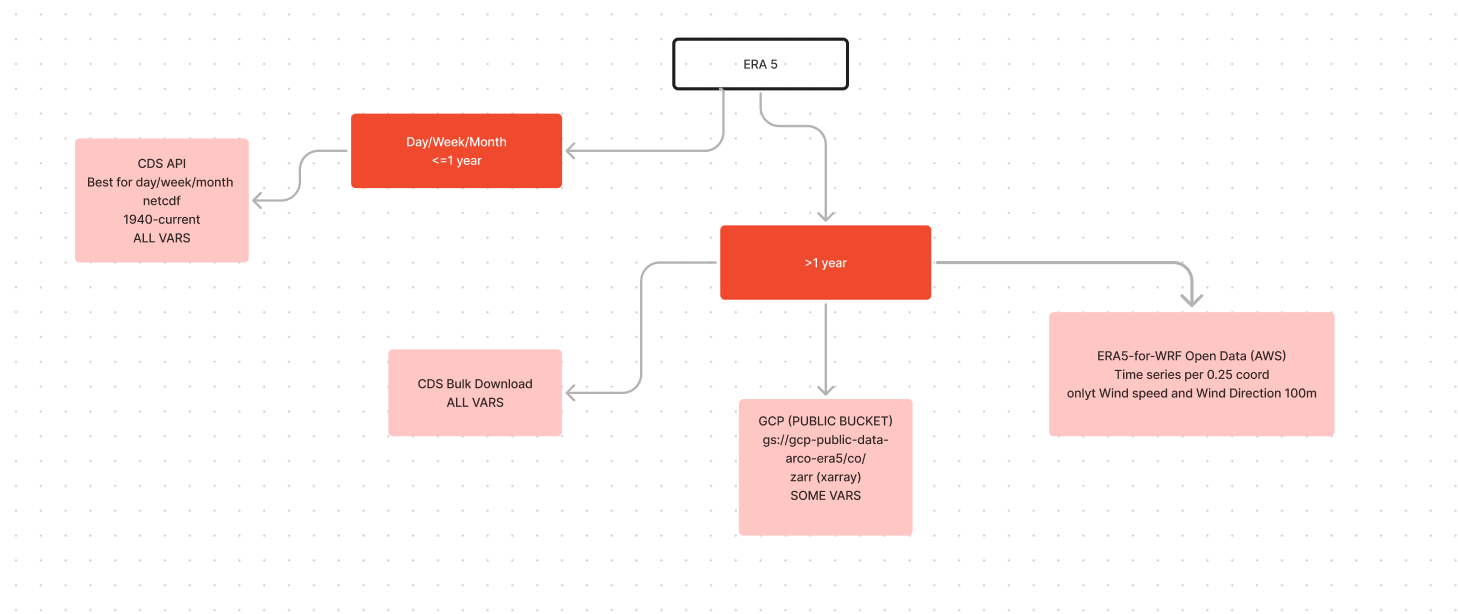 ERA 5
Day/Week/Month
<=1 year
CDS API
Best for day/week/month
netcdf
1940-current
ALL VARS
>1 year
CDS Bulk Download
ALL VARS
GCP (PUBLIC BUCKET)
gs://gcp-public-data-
arco-era5/co/
zarr (xarray)
SOME VARS
ERA5-for-WRF Open Data (AWS)
Time series per 0.25 coord
onlyt Wind speed and Wind Direction 100m